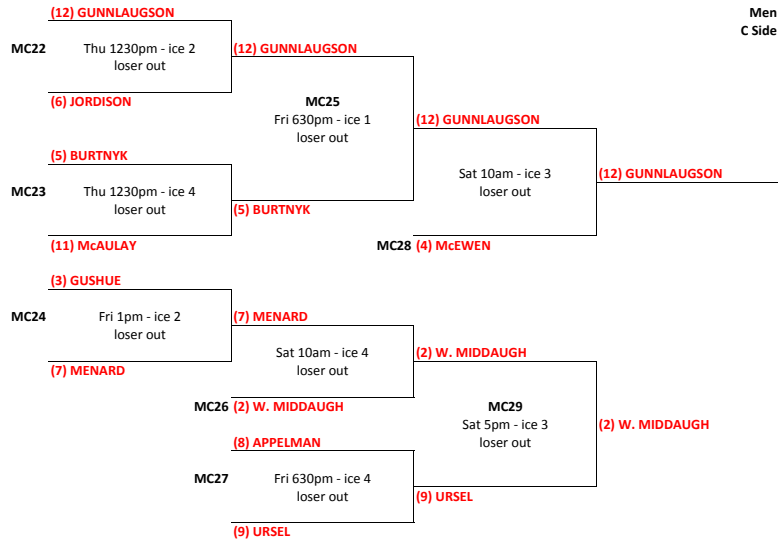 (12) GUNNLAUGSON
Men
C Side
MC22
Thu 1230pm - ice 2
loser out
(12) GUNNLAUGSON
(6) JORDISON
MC25
Fri 630pm - ice 1
loser out
(12) GUNNLAUGSON
(5) BURTNYK
MC23
Thu 1230pm - ice 4
loser out
Sat 10am - ice 3
loser out
(12) GUNNLAUGSON
(5) BURTNYK
(11) McAULAY
MC28
(4) McEWEN
(3) GUSHUE
MC24
Fri 1pm - ice 2
loser out
(7) MENARD
(7) MENARD
Sat 10am - ice 4
loser out
(2) W. MIDDAUGH
MC26
(2) W. MIDDAUGH
MC29
Sat 5pm - ice 3
loser out
(2) W. MIDDAUGH
(8) APPELMAN
MC27
Fri 630pm - ice 4
loser out
(9) URSEL
(9) URSEL